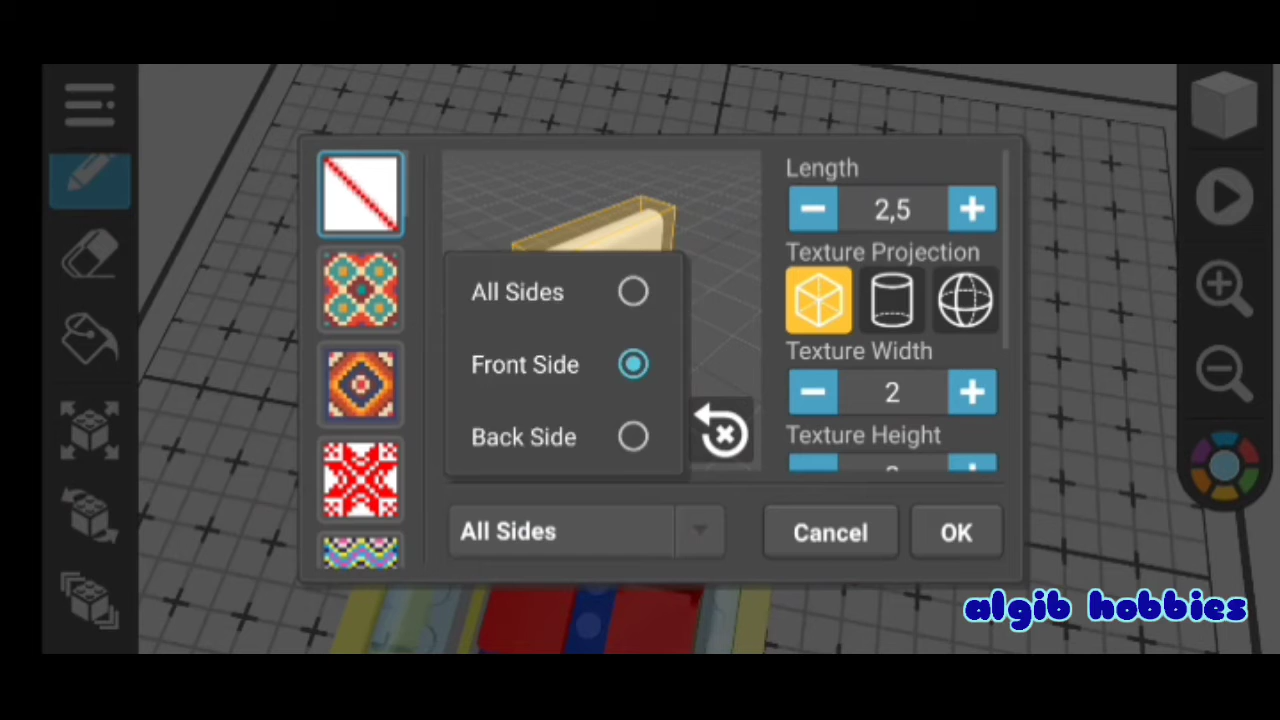 Length
2,5
Texture Projection
Texture Width
2
Texture Height
All Sides
Front Side
Back Side
All Sides
Cancel
OK
algib hobbies